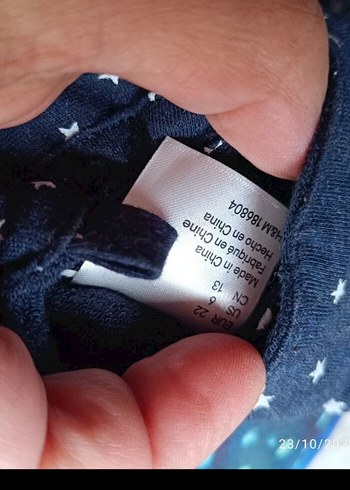 EUR 22
US 6
CN 13
Made in China
Fabriqué en Chine
Hecho en China
H&M 186804
23/10/202